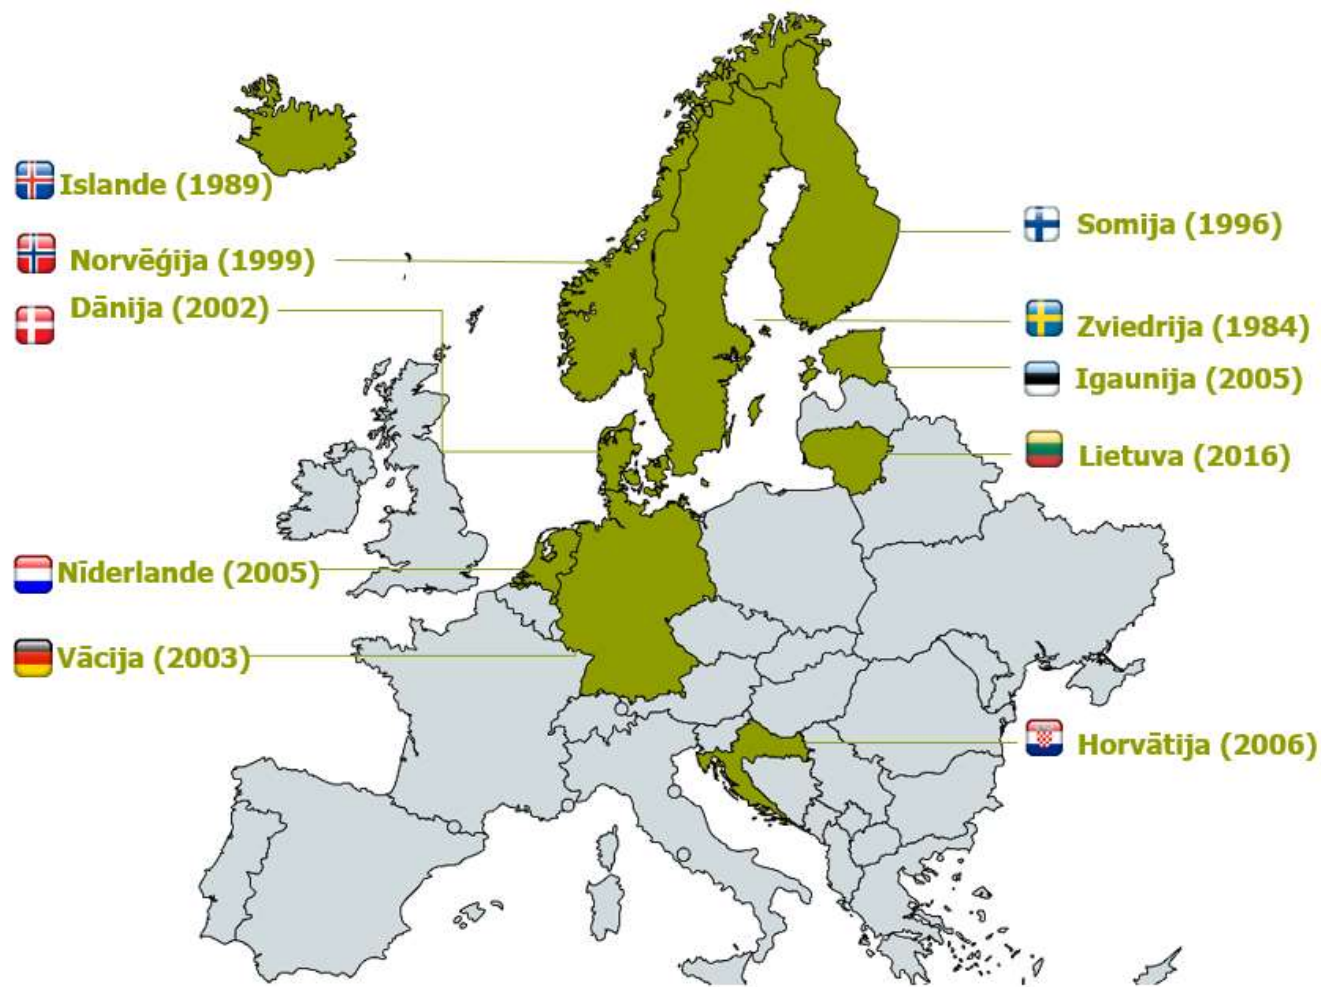 Islande (1989)
Norvēģija (1999)
Dānija (2002)
Nīderlande (2005)
Vācija (2003)
Somija (1996)
Zviedrija (1984)
Igaunija (2005)
Lietuva (2016)
Horvātija (2006)